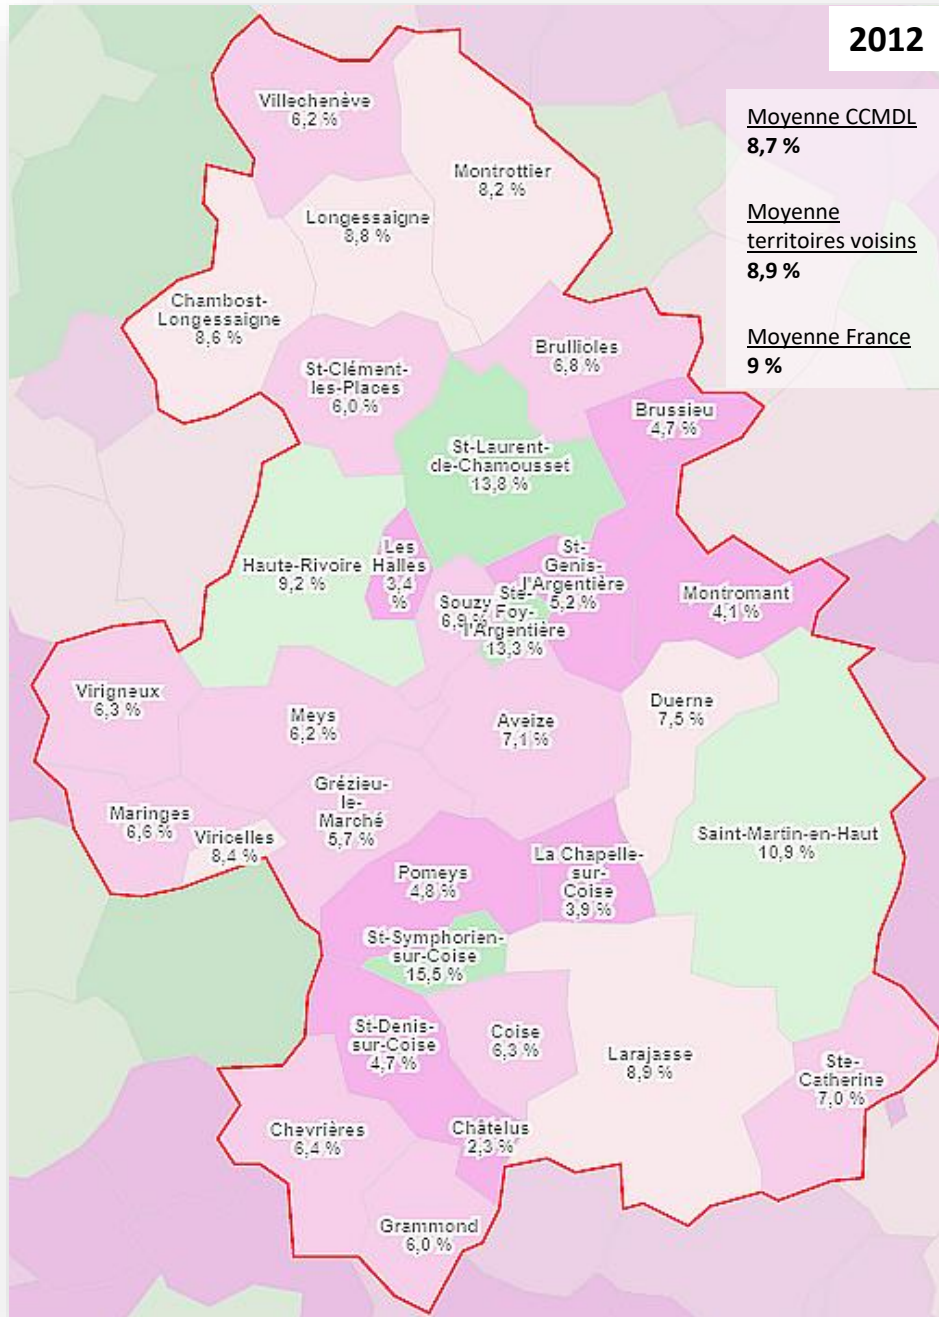 2012
Moyenne CCMDL
8,7 %
Moyenne
territoires voisins
8,9 %
Moyenne France
9 %
Villechenève
6,2 %
Montrottier
8,2 %
Longessaigne
8,8 %
Chambost-
Longessaigne
8,6 %
Brullioles
6,8 %
St-Clément-
les-Places
6,0 %
Brussieu
4,7 %
St-Laurent-
de-Chamousset
13,8 %
Haute-Rivoire
9,2 %
Les
Halles
3,4
%
St-
Genis-
l'Argentière
5,2 %
Souzy
6,9 %
Ste-
Foy-
l'Argentière
13,3 %
Montromant
4,1 %
Virigneux
6,3 %
Meys
6,2 %
Aveize
7,1 %
Duerne
7,5 %
Grézieu-
le-
Marché
5,7 %
Maringes
6,6 %
Viricelles
8,4 %
Saint-Martin-en-Haut
10,9 %
La Chapelle-
sur-
Coise
3,9 %
Pomeys
4,8 %
St-Symphorien-
sur-Coise
15,5 %
St-Denis-
sur-Coise
4,7 %
Coise
6,3 %
Larajasse
8,9 %
Ste-
Catherine
7,0 %
Chevrières
6,4 %
Châtelus
2,3 %
Grammond
6,0 %